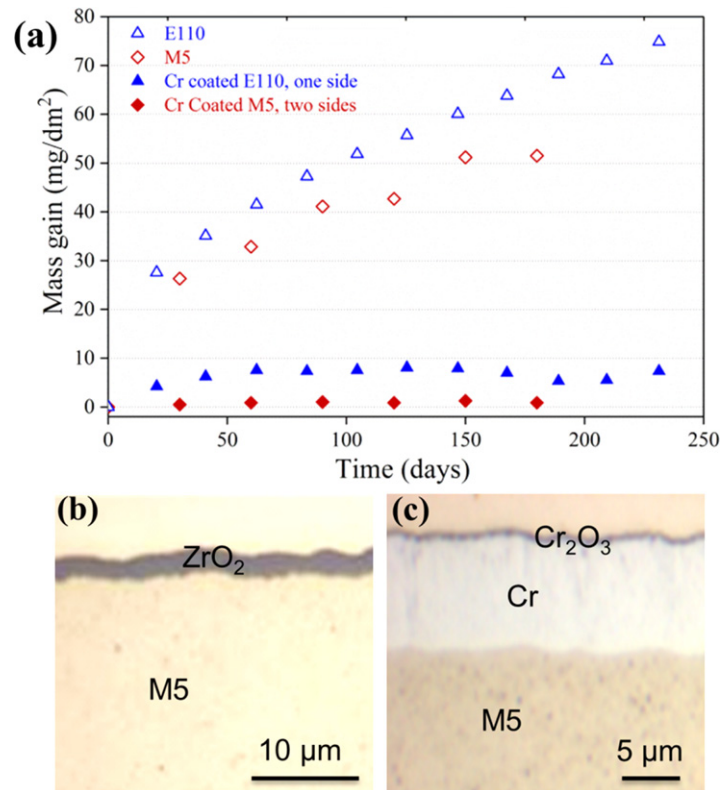 (a)
80
70
60
50
40
30
20
10
0
Mass gain (mg/dm²)
E110
M5
Cr coated E110, one side
Cr Coated M5, two sides
0 50 100 150 200 250
Time (days)
(b)
ZrO₂
M5
10 μm
(c)
Cr₂O₃
Cr
M5
5 μm